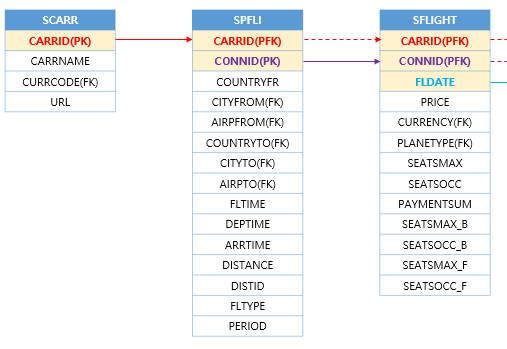 SCARR
CARRID(PK)
CARRNAME
CURRCODE(FK)
URL
SPFLI
CARRID(PFK)
CONNID(PFK)
COUNTRYFR
CITYFROM(FK)
AIRPFROM(FK)
COUNTRYTO(FK)
CITYTO(FK)
AIRPTO(FK)
FLTIME
DEPTIME
ARRTIME
DISTANCE
DISTID
FLTYPE
PERIOD
SFLIGHT
CARRID(PFK)
CONNID(PFK)
FLDATE
PRICE
CURRENCY(FK)
PLANETYPE(FK)
SEATSMAX
SEATSOCC
PAYMENTSUM
SEATSMAX_B
SEATSOCC_B
SEATSMAX_F
SEATSOCC_F